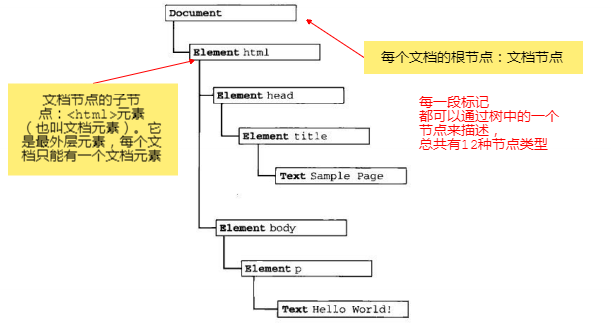 Document
Element html
每个文档的根节点：文档节点
文档节点的子节
点：<html>元素
（也叫文档元素）。它
是最外层元素，每个文
档只能有一个文档元素
Element head
每一段标记
都可以通过树中的一个
节点来描述，
总共有12种节点类型
Element title
Text Sample Page
Element body
Element p
Text Hello World!